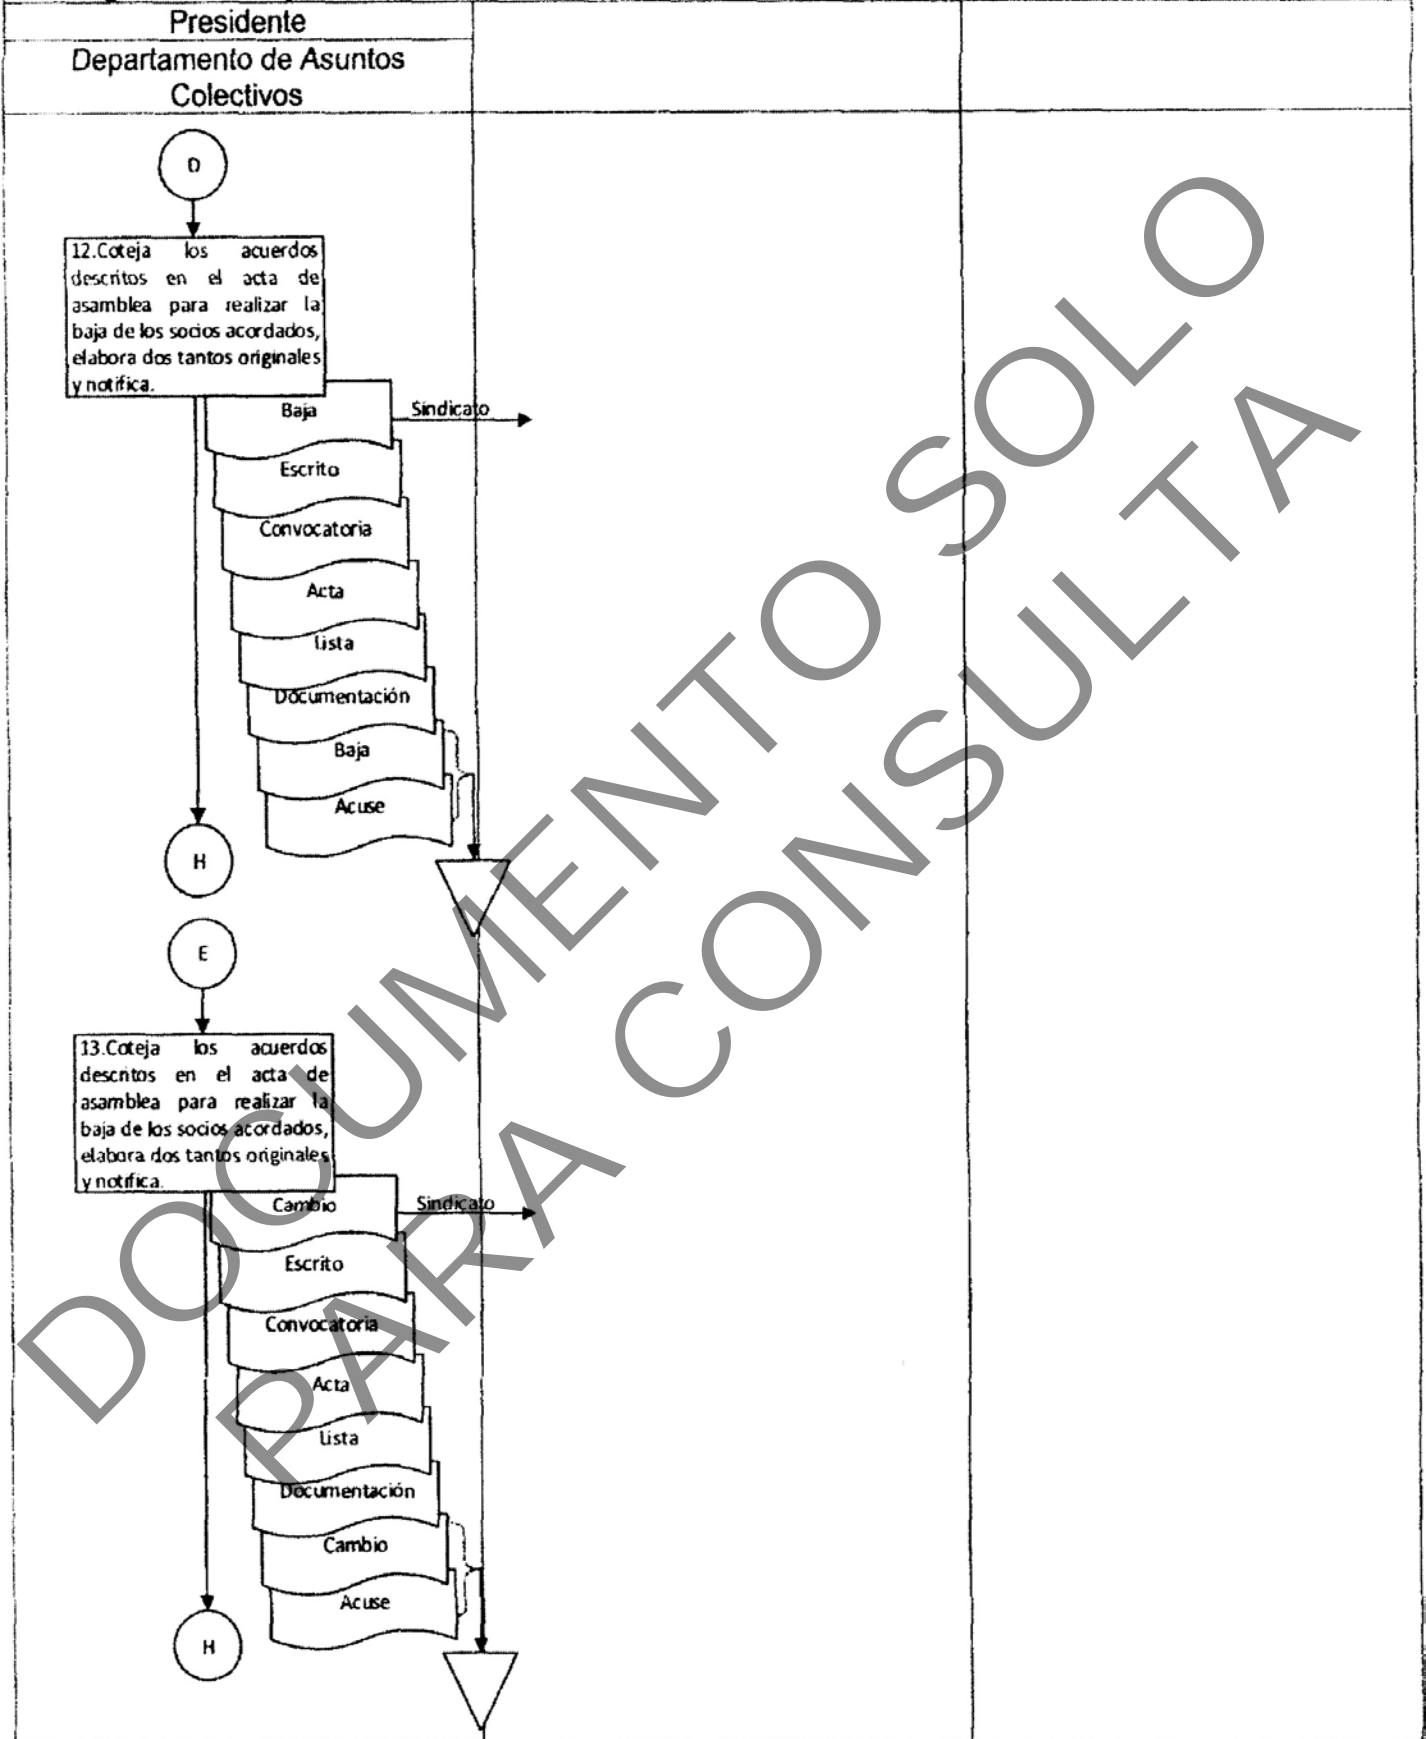 Presidente
Departamento de Asuntos
Colectivos
D
12.Coteja los acuerdos
descritos en el acta de
asamblea para realizar la
baja de los socios acordados,
elabora dos tantos originales
y notifica.
Baja
Sindicato
Escrito
Convocatoria
Acta
Lista
Documentación
Baja
Acuse
H
E
13.Coteja los acuerdos
descritos en el acta de
asamblea para realizar la
baja de los socios acordados,
elabora dos tantos originales
y notifica.
Cambio
Sindicato
Escrito
Convocatoria
Acta
Lista
Documentación
Cambio
Acuse
H
DOCUMENTO SOLO
PARA CONSULTA